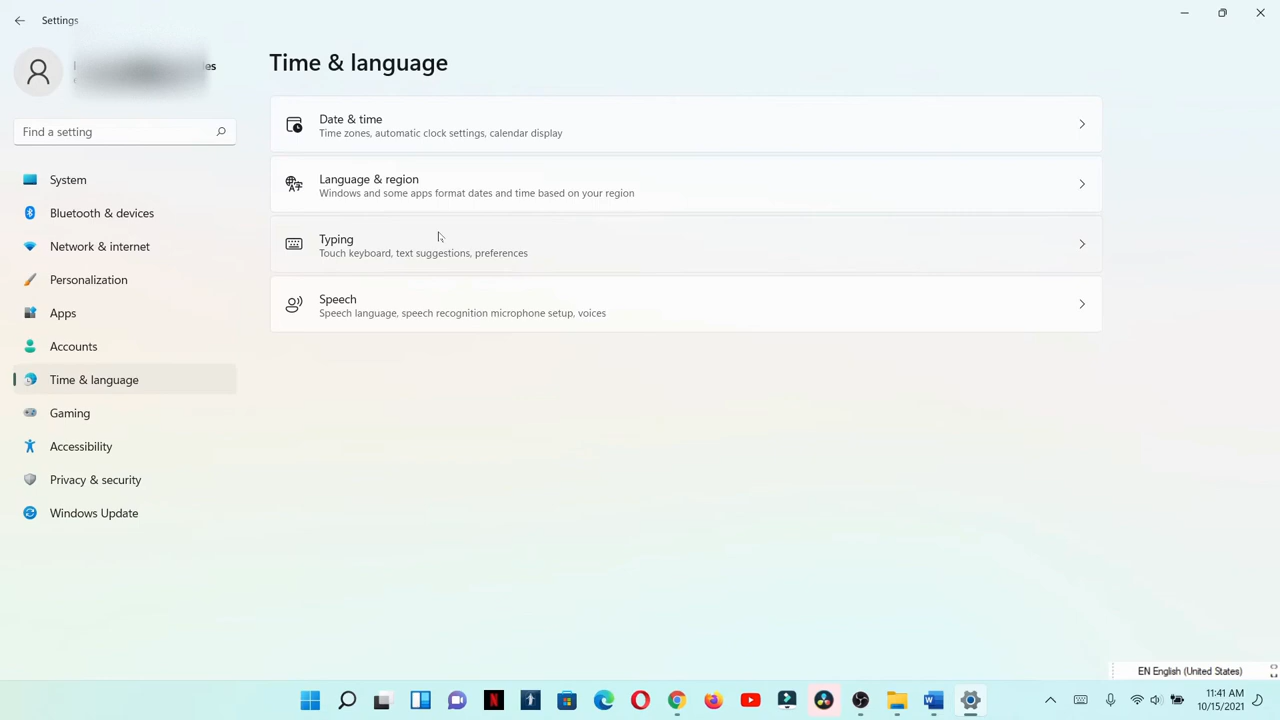 Settings
es
Find a setting
System
Bluetooth & devices
Network & internet
Personalization
Apps
Accounts
Time & language
Gaming
Accessibility
Privacy & security
Windows Update
Time & language
Date & time
Time zones, automatic clock settings, calendar display
Language & region
Windows and some apps format dates and time based on your region
Typing
Touch keyboard, text suggestions, preferences
Speech
Speech language, speech recognition microphone setup, voices
EN English (United States)
11:41 AM
10/15/2021